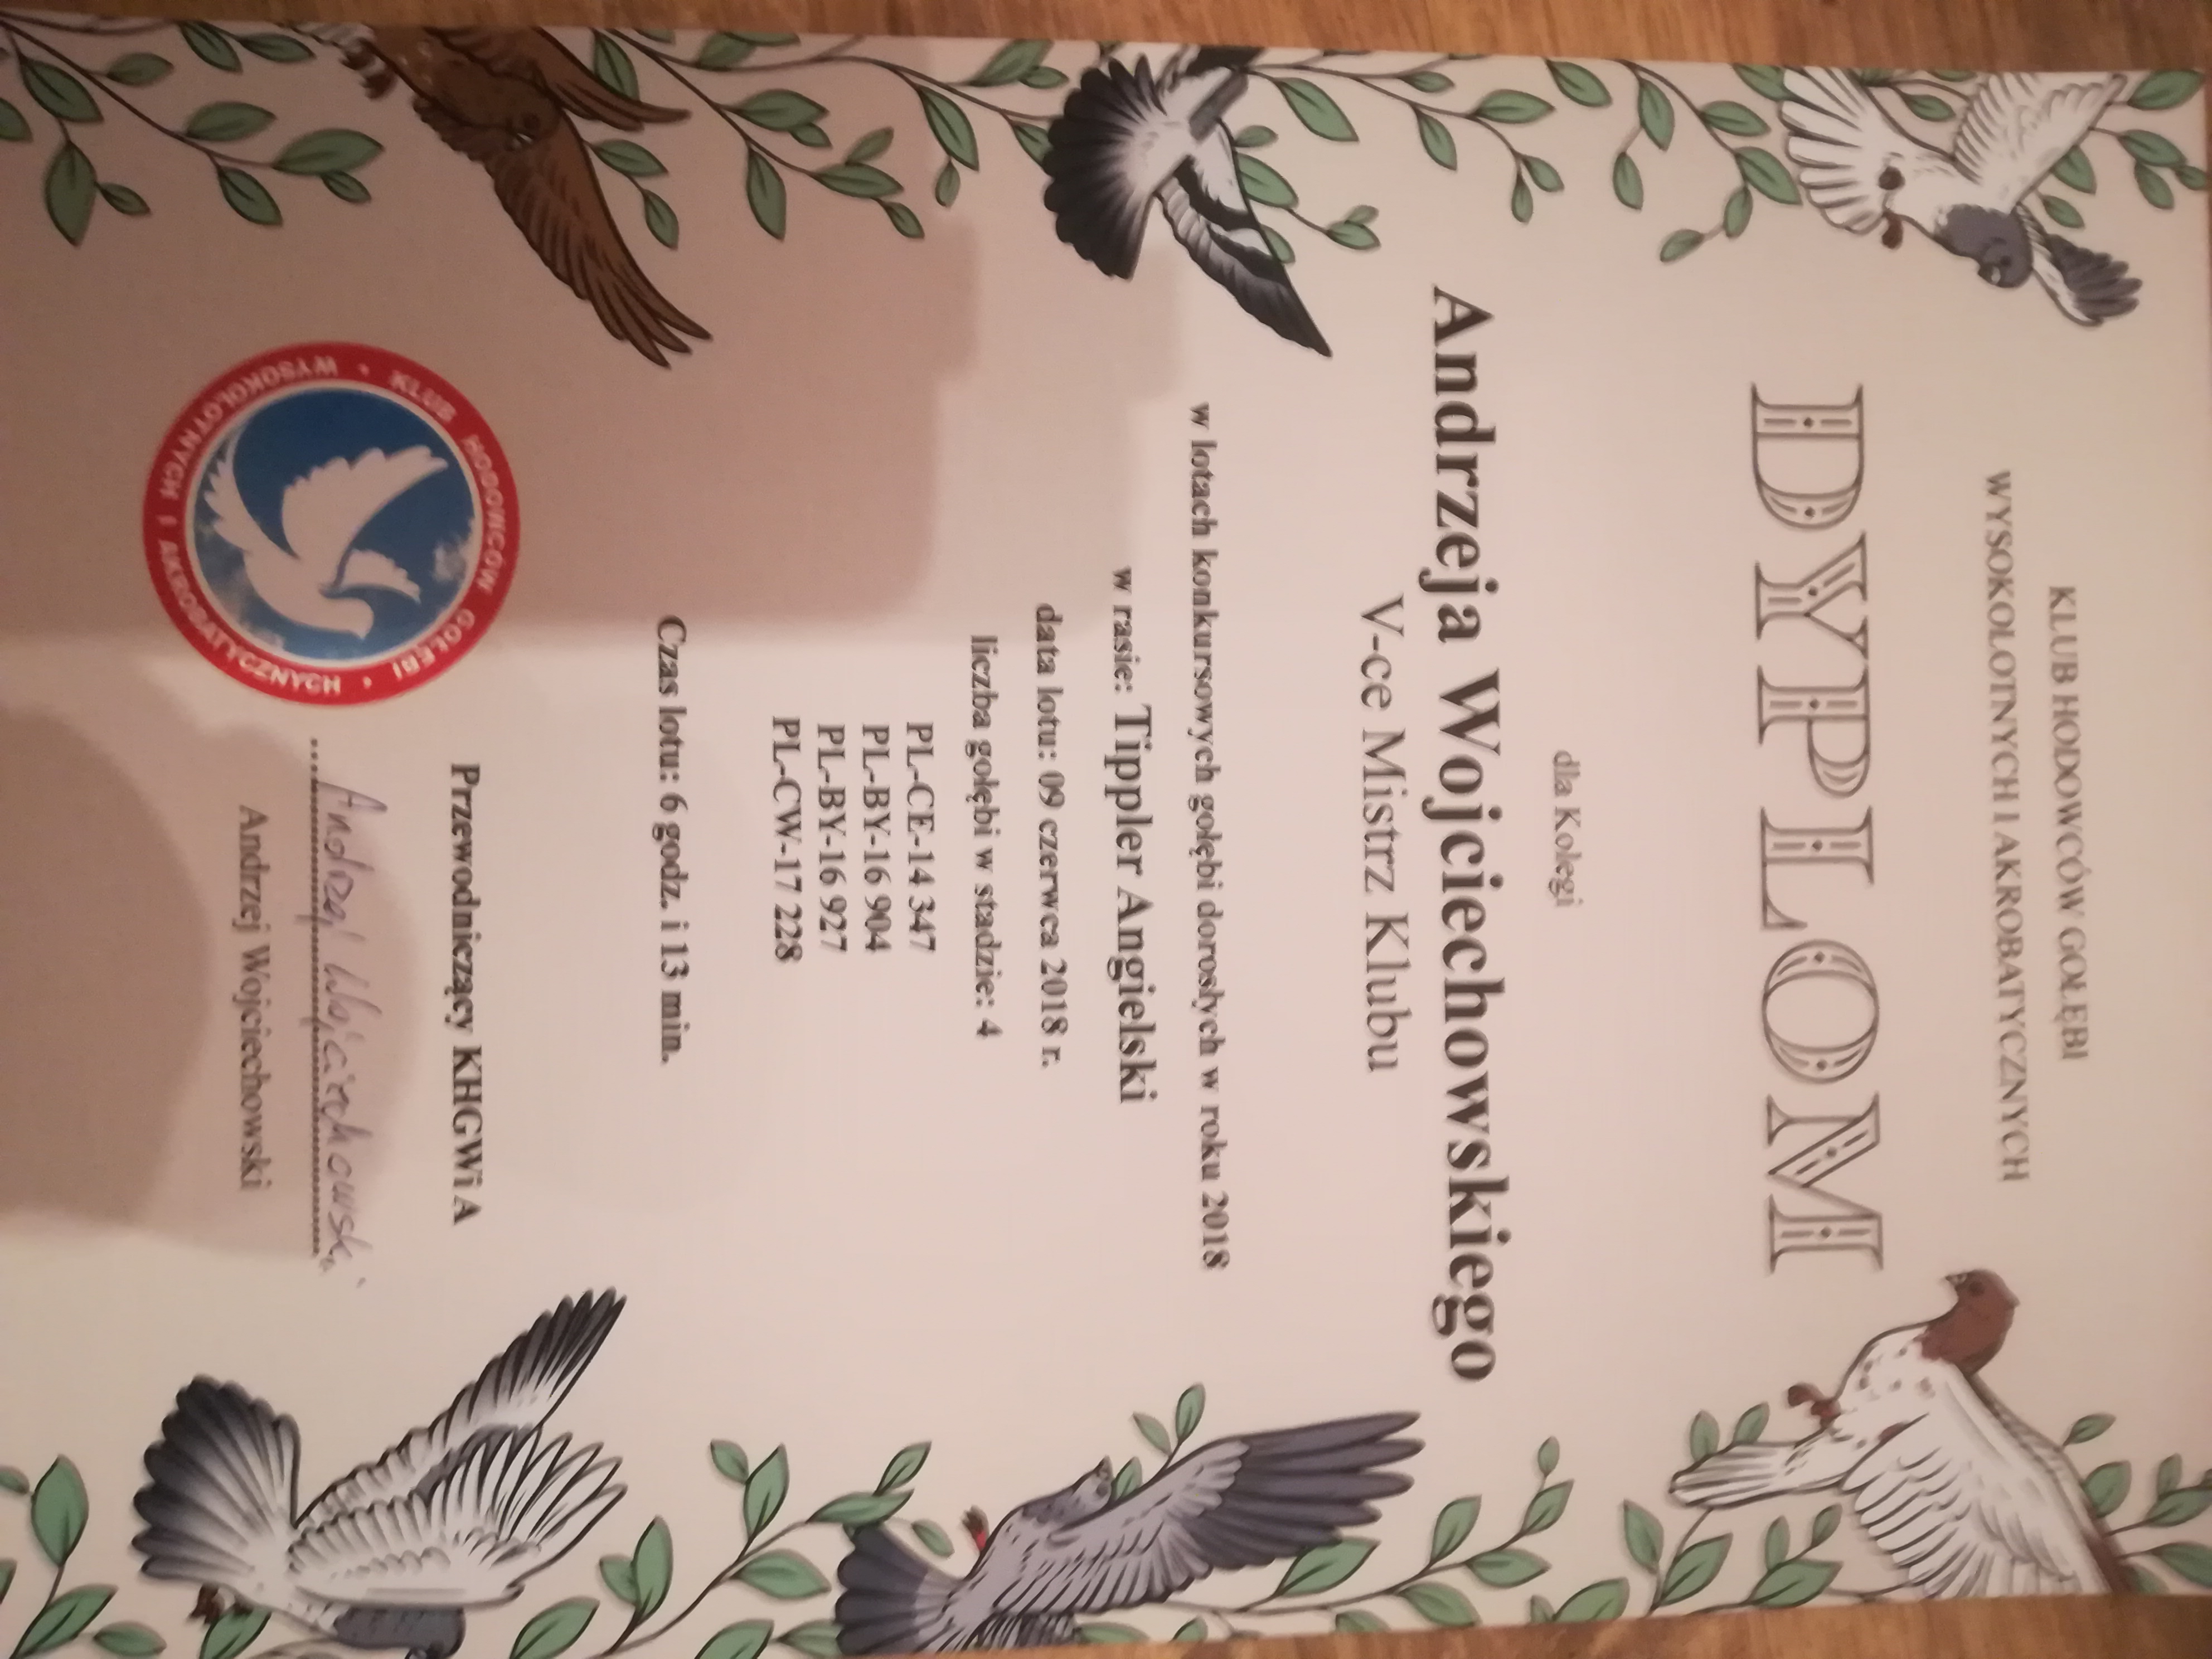 KLUB HODOWCÓW GOŁĘBI
WYSOKOLOTNYCH I AKROBATYCZNYCH
DYPLOM
dla Kolegi
Andrzeja Wojciechowskiego
V-ce Mistrz Klubu
w lotach konkursowych gołębi dorosłych w roku 2018
w rasie: Tippler Angielski
data lotu: 09 czerwca 2018 r.
liczba gołębi w stadzie: 4
PL-CE-14 347
PL-BY-16 904
PL-BY-16 927
PL-CW-17 228
Czas lotu: 6 godz. i 13 min.
Przewodniczący KHGWi A
Andrzej Wojciechowski
Andrzej Wojciechowski
KLUB HODOWCÓW GOŁĘBI • WYSOKOLOTNYCH I AKROBATYCZNYCH •